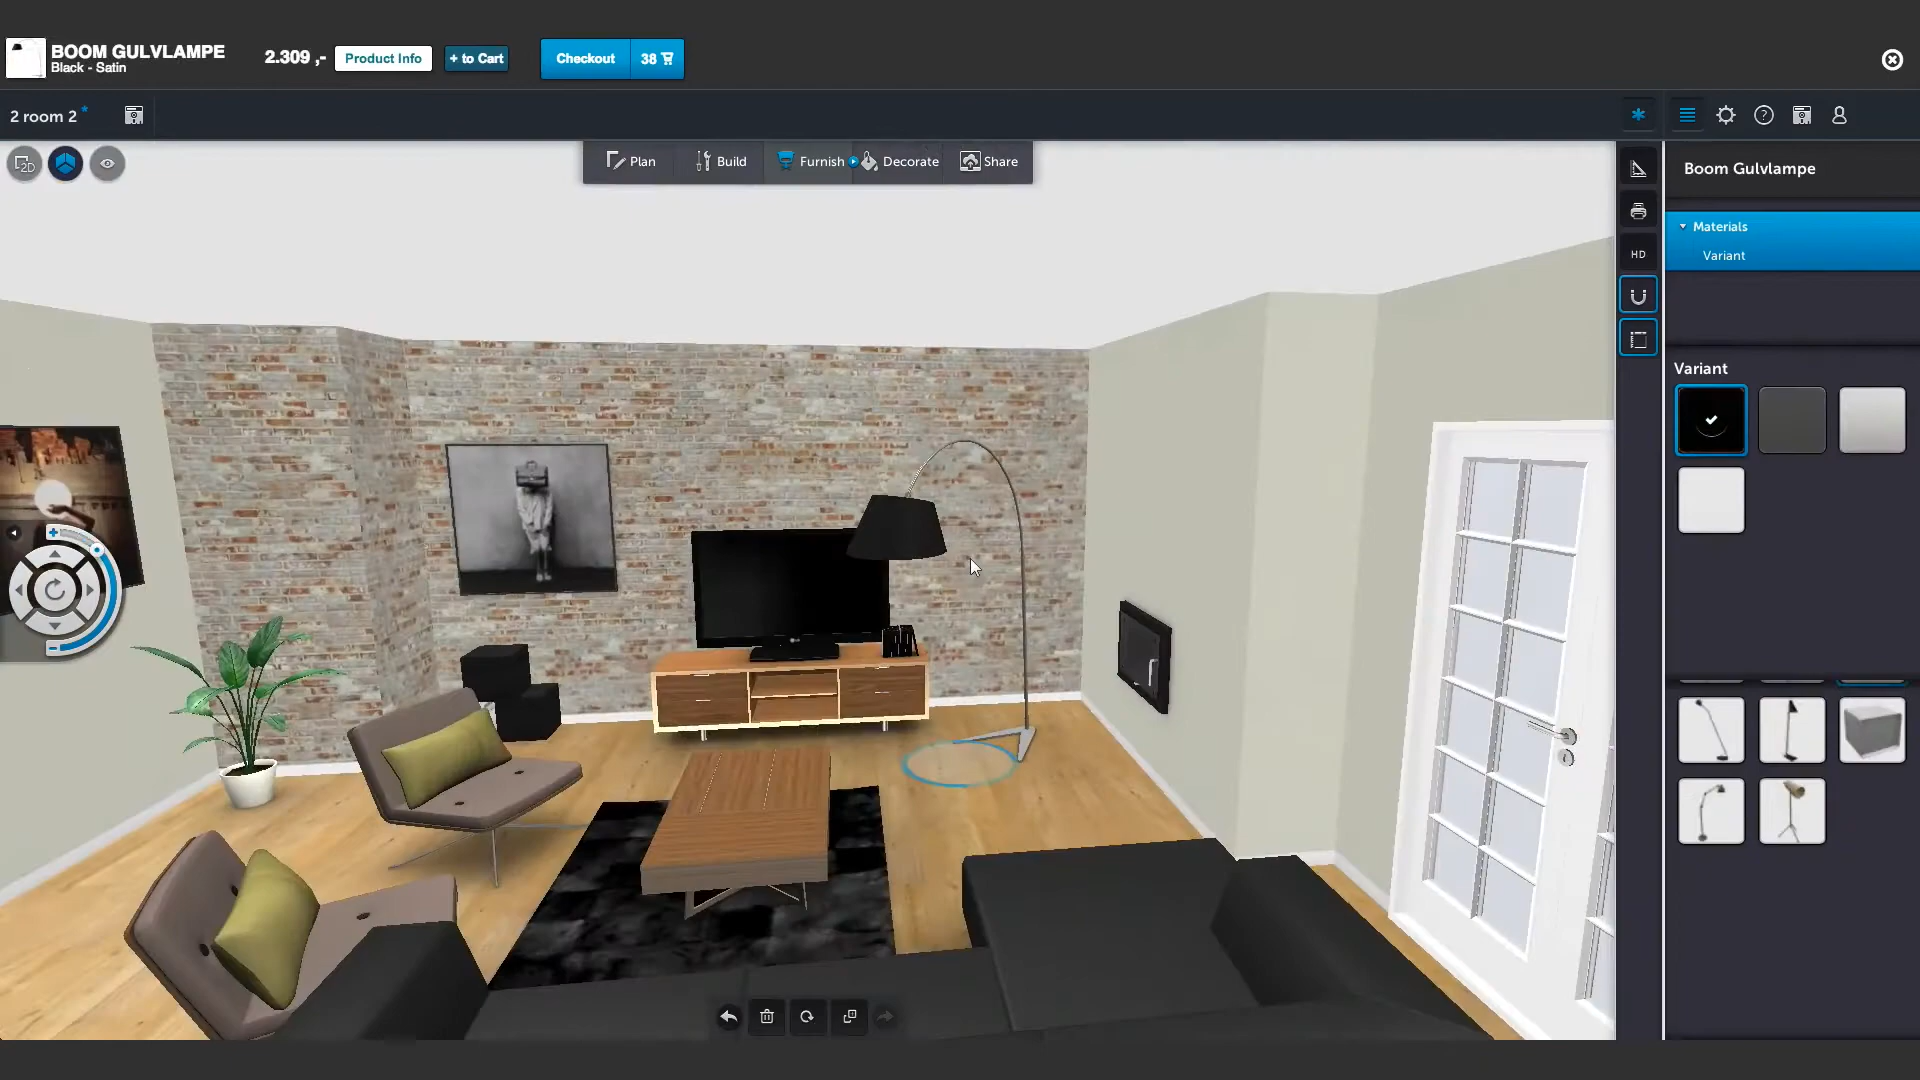 BOOM GULVLAMPE
Black - Satin
2.309 ,-
Product Info
+ to Cart
Checkout
38
2 room 2 *
2D
Plan
Build
Furnish
Decorate
Share
HD
Boom Gulvlampe
Materials
Variant
Variant